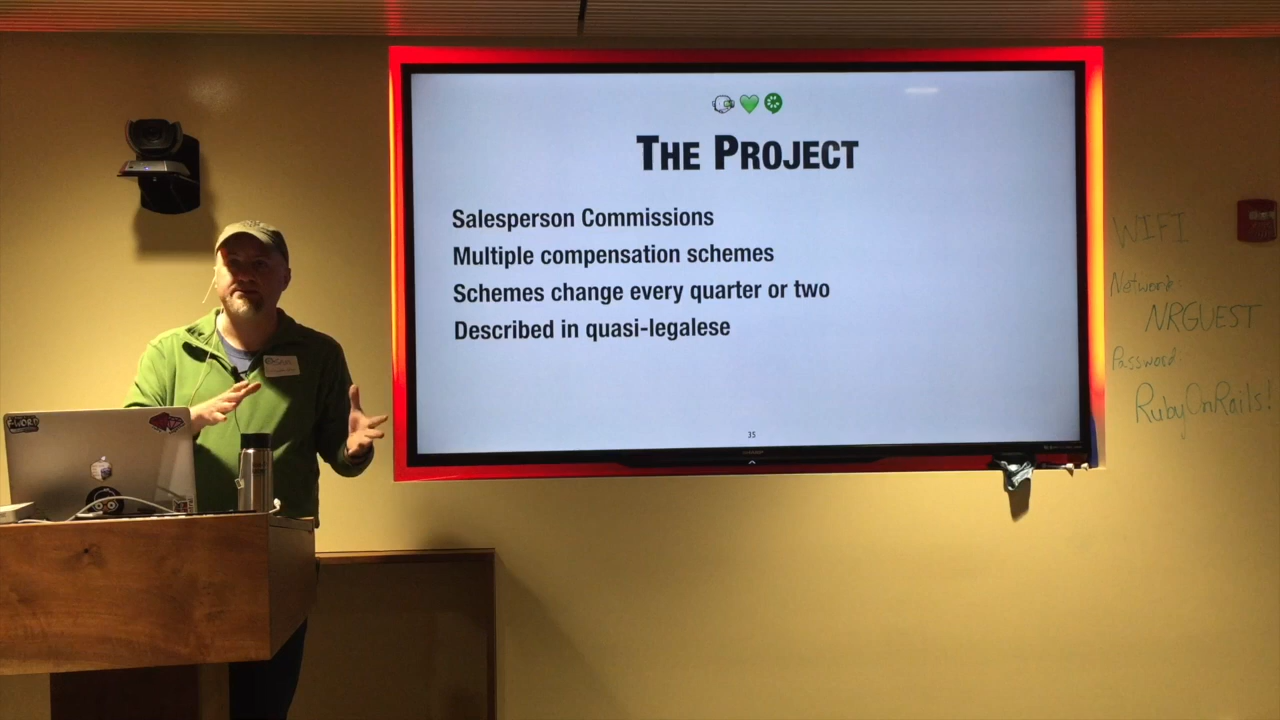 THE PROJECT
Salesperson Commissions
Multiple compensation schemes
Schemes change every quarter or two
Described in quasi-legalese
35
WIFI
Network:
NRGUEST
Password:
RubyOnRails!